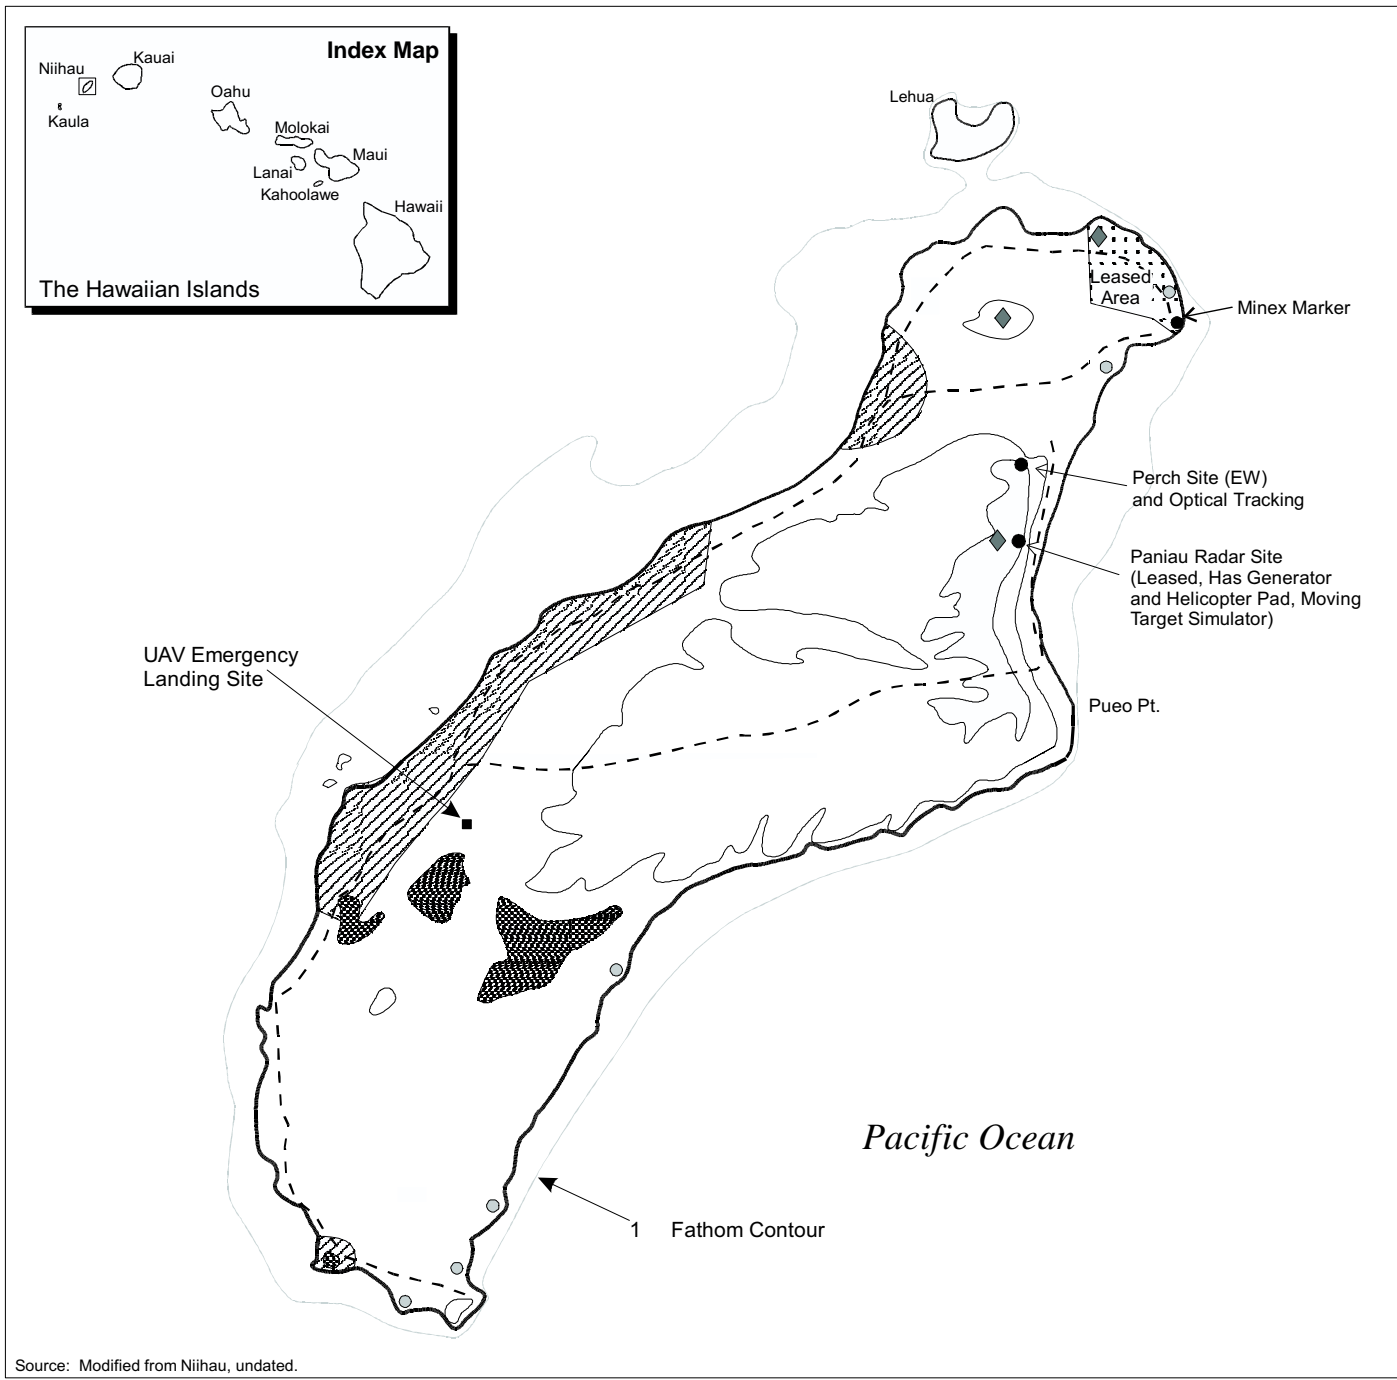 Index Map
Niihau
Kauai
Kaula
Oahu
Molokai
Lanai
Maui
Kahoolawe
Hawaii
The Hawaiian Islands
Lehua
Leased
Area
Minex Marker
Perch Site (EW)
and Optical Tracking
Paniau Radar Site
(Leased, Has Generator
and Helicopter Pad, Moving
Target Simulator)
UAV Emergency
Landing Site
Pueo Pt.
Pacific Ocean
1 Fathom Contour
Source: Modified from Niihau, undated.